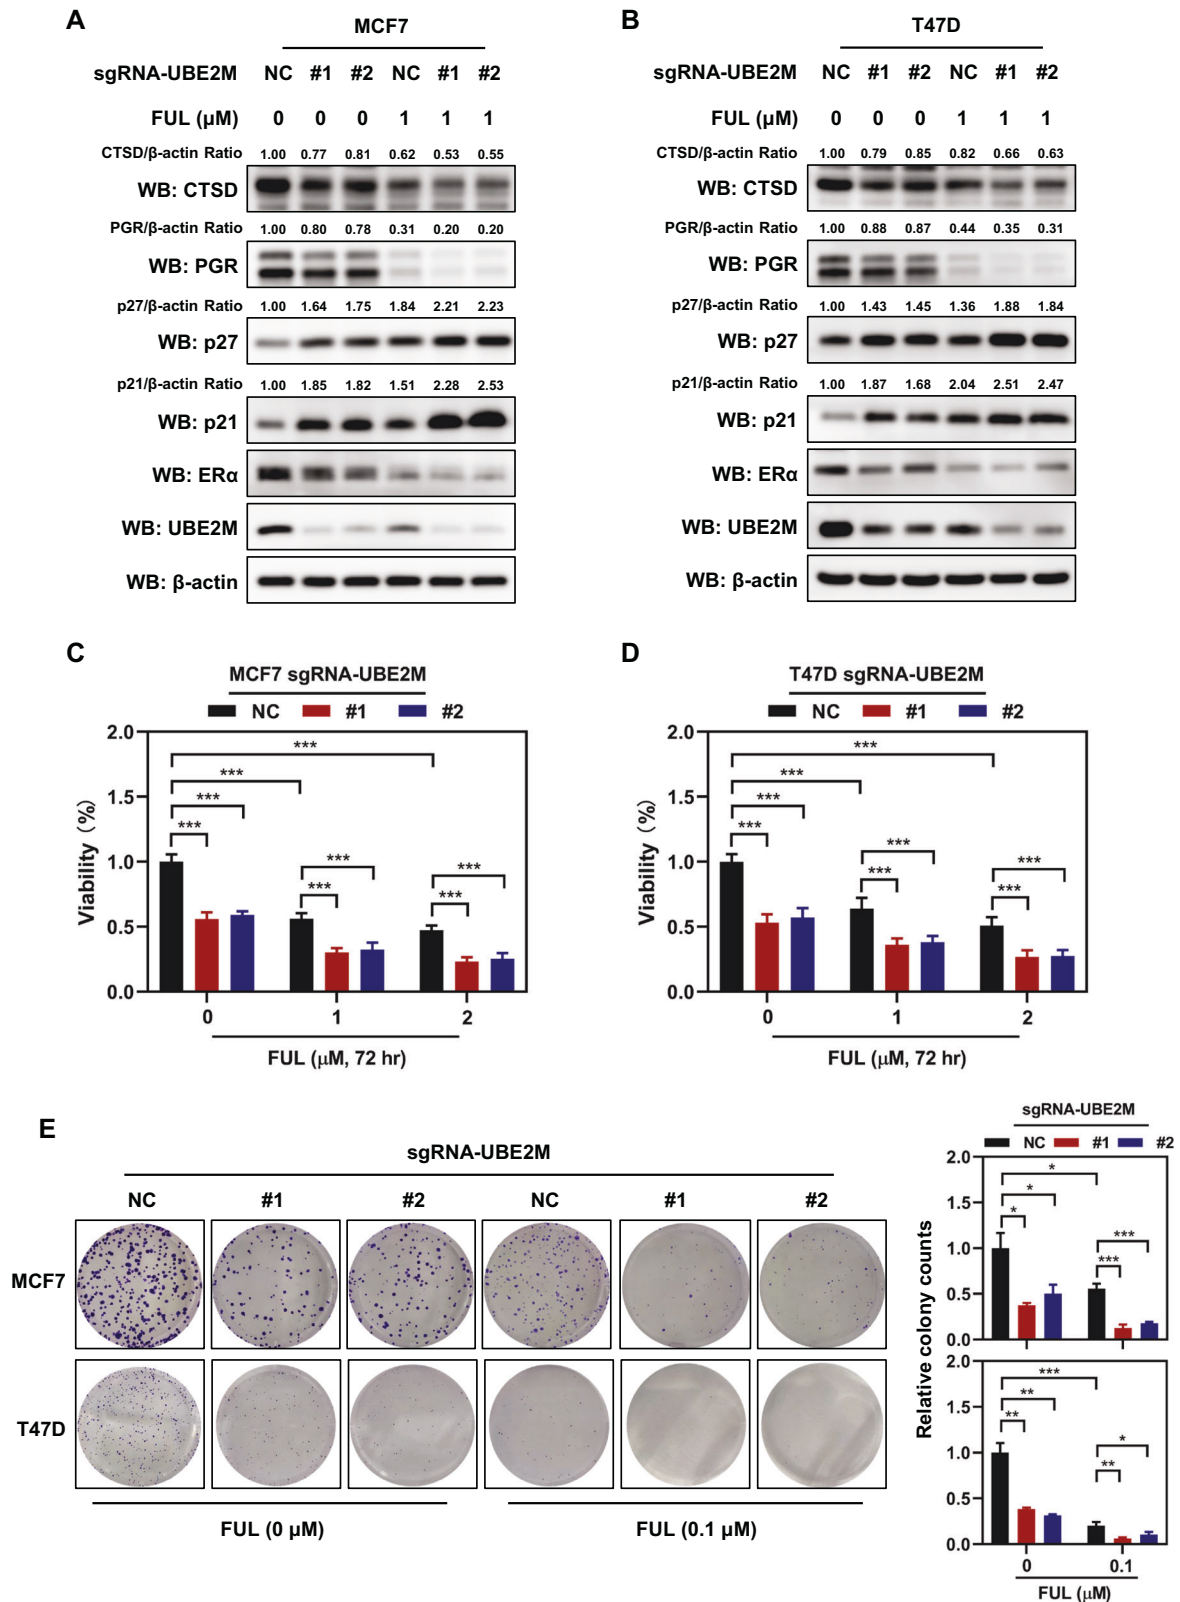 A
MCF7
sgRNA-UBE2M NC #1 #2 NC #1 #2
FUL (μM) 0 0 0 1 1 1
CTSD/β-actin Ratio 1.00 0.77 0.81 0.62 0.53 0.55
WB: CTSD
PGR/β-actin Ratio 1.00 0.80 0.78 0.31 0.20 0.20
WB: PGR
p27/β-actin Ratio 1.00 1.64 1.75 1.84 2.21 2.23
WB: p27
p21/β-actin Ratio 1.00 1.85 1.82 1.51 2.28 2.53
WB: p21
WB: ERα
WB: UBE2M
WB: β-actin
B
T47D
sgRNA-UBE2M NC #1 #2 NC #1 #2
FUL (μM) 0 0 0 1 1 1
CTSD/β-actin Ratio 1.00 0.79 0.85 0.82 0.66 0.63
WB: CTSD
PGR/β-actin Ratio 1.00 0.88 0.87 0.44 0.35 0.31
WB: PGR
p27/β-actin Ratio 1.00 1.43 1.45 1.36 1.88 1.84
WB: p27
p21/β-actin Ratio 1.00 1.87 1.68 2.04 2.51 2.47
WB: p21
WB: ERα
WB: UBE2M
WB: β-actin
C
MCF7 sgRNA-UBE2M
NC #1 #2
Viability (%)
2.0
1.5
1.0
0.5
0.0
***
***
***
***
***
***
***
***
0 1 2
FUL (μM, 72 hr)
D
T47D sgRNA-UBE2M
NC #1 #2
Viability (%)
2.0
1.5
1.0
0.5
0.0
***
***
***
***
***
***
***
***
0 1 2
FUL (μM, 72 hr)
E
sgRNA-UBE2M
NC #1 #2 NC #1 #2
MCF7
T47D
FUL (0 μM) FUL (0.1 μM)
sgRNA-UBE2M
NC #1 #2
Relative colony counts
2.0
1.5
1.0
0.5
0.0
*
*
*
***
***
2.0
1.5
1.0
0.5
0.0
***
**
**
*
**
0 0.1
FUL (μM)